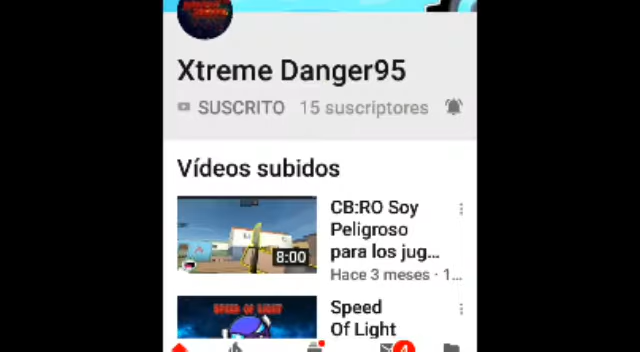 Xtreme Danger95
SUSCRITO 15 suscriptores
Vídeos subidos
CB:RO Soy
Peligroso
para los jug...
8:00
Hace 3 meses · 1...
SPEED OF LIGHT
Speed
Of Light
4